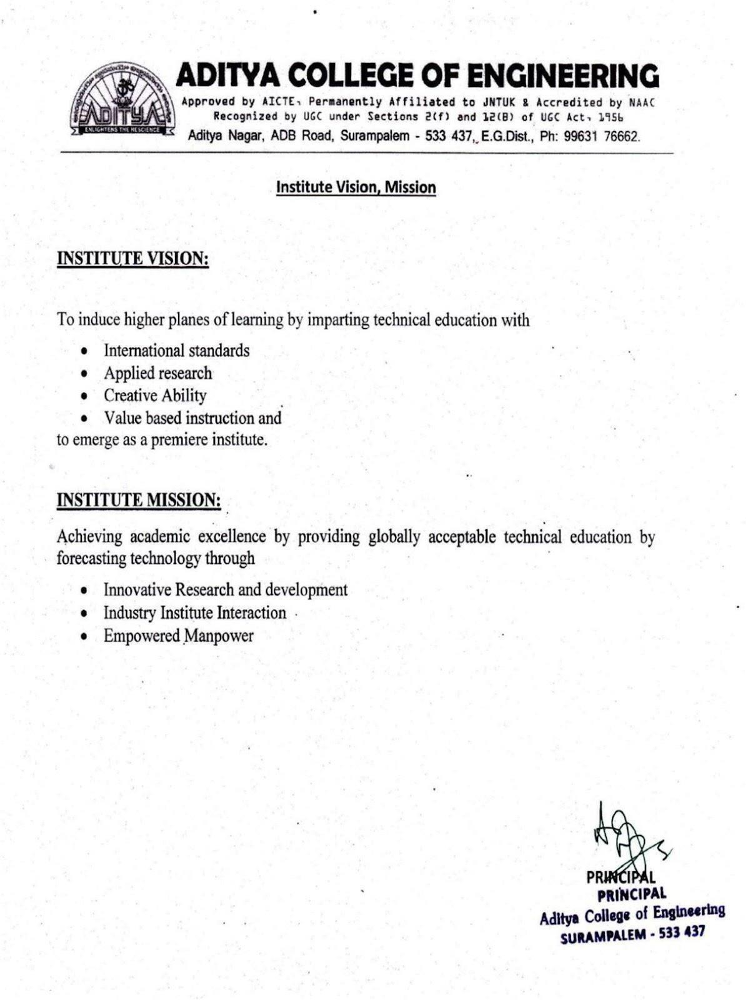 ADITYA COLLEGE OF ENGINEERING
Approved by AICTE, Permanently Affiliated to JNTUK & Accredited by NAAC
Recognized by UGC under Sections 2(f) and 12(B) of UGC Act, 1956
Aditya Nagar, ADB Road, Surampalem - 533 437, E.G.Dist., Ph: 99631 76662.
ADITYA
ENLIGHTENS THE NESCIENCE
Institute Vision, Mission
INSTITUTE VISION:
To induce higher planes of learning by imparting technical education with
• International standards
• Applied research
• Creative Ability
• Value based instruction and
to emerge as a premiere institute.
INSTITUTE MISSION:
Achieving academic excellence by providing globally acceptable technical education by
forecasting technology through
• Innovative Research and development
• Industry Institute Interaction
• Empowered Manpower
PRINCIPAL
PRINCIPAL
Aditya College of Engineering
SURAMPALEM - 533 437